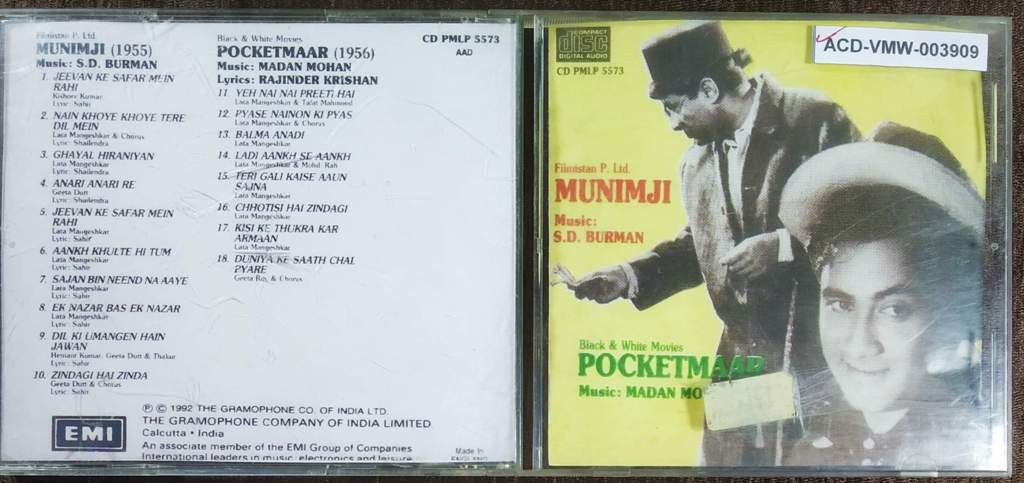 Filmistan P. Ltd.
MUNIMJI (1955)
Music: S.D. BURMAN
1. JEEVAN KE SAFAR MEIN
RAHI
Kishore Kumar
Lyric: Sahir
2. NAIN KHOYE KHOYE TERE
DIL MEIN
Lata Mangeshkar & Chorus
Lyric: Shailendra
3. GHAYAL HIRANIYAN
Lata Mangeshkar
Lyric: Shailendra
4. ANARI ANARI RE
Geeta Dutt
Lyric: Shailendra
5. JEEVAN KE SAFAR MEIN
RAHI
Lata Mangeshkar
Lyric: Sahir
6. AANKH KHULTE HI TUM
Lata Mangeshkar
Lyric: Sahir
7. SAJAN BIN NEEND NA AAYE
Lata Mangeshkar
Lyric: Sahir
8. EK NAZAR BAS EK NAZAR
Lata Mangeshkar
Lyric: Sahir
9. DIL KI UMANGEN HAIN
JAWAN
Hemant Kumar, Geeta Dutt & Thakur
Lyric: Sahir
10. ZINDAGI HAI ZINDA
Geeta Dutt & Chorus
Lyric: Sahir
Black & White Movies
POCKETMAAR (1956)
Music: MADAN MOHAN
Lyrics: RAJINDER KRISHAN
11. YEH NAI NAI PREETI HAI
Lata Mangeshkar & Talat Mahmood
12. PYASE NAINON KI PYAS
Lata Mangeshkar & Chorus
13. BALMA ANADI
Lata Mangeshkar
14. LADI AANKH SE AANKH
Lata Mangeshkar & Mohd. Rafi
15. TERI GALI KAISE AAUN
SAJNA
Lata Mangeshkar
16. CHHOTISI HAI ZINDAGI
Lata Mangeshkar
17. KISI KE THUKRA KAR
ARMAAN
Lata Mangeshkar
18. DUNIYA KE SAATH CHAL
PYARE
Geeta & Chorus
CD PMLP 5573
AAD
EMI
℗ © 1992 THE GRAMOPHONE CO. OF INDIA LTD.
THE GRAMOPHONE COMPANY OF INDIA LIMITED
Calcutta • India
An associate member of the EMI Group of Companies
International leaders in music, electronics and leisure
Made In
COMPACT
disc
DIGITAL AUDIO
CD PMLP 5573
ACD-VMW-003909
Filmistan P. Ltd.
MUNIMJI
Music:
S.D. BURMAN
Black & White Movies
POCKETMAAR
Music: MADAN MO